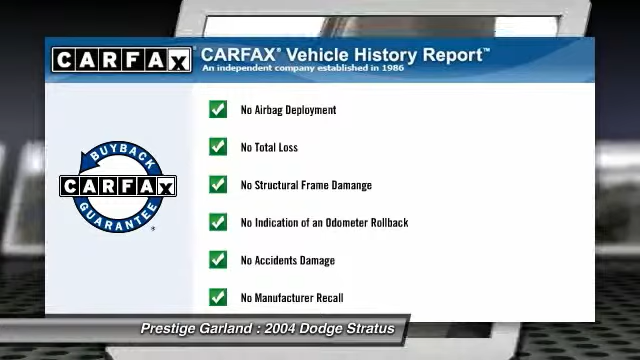 CARFAX® CARFAX® Vehicle History Report™
An independent company established in 1986
No Airbag Deployment
No Total Loss
No Structural Frame Damange
No Indication of an Odometer Rollback
No Accidents Damage
No Manufacturer Recall
BUYBACK
CARFAX
GUARANTEE®
Prestige Garland : 2004 Dodge Stratus